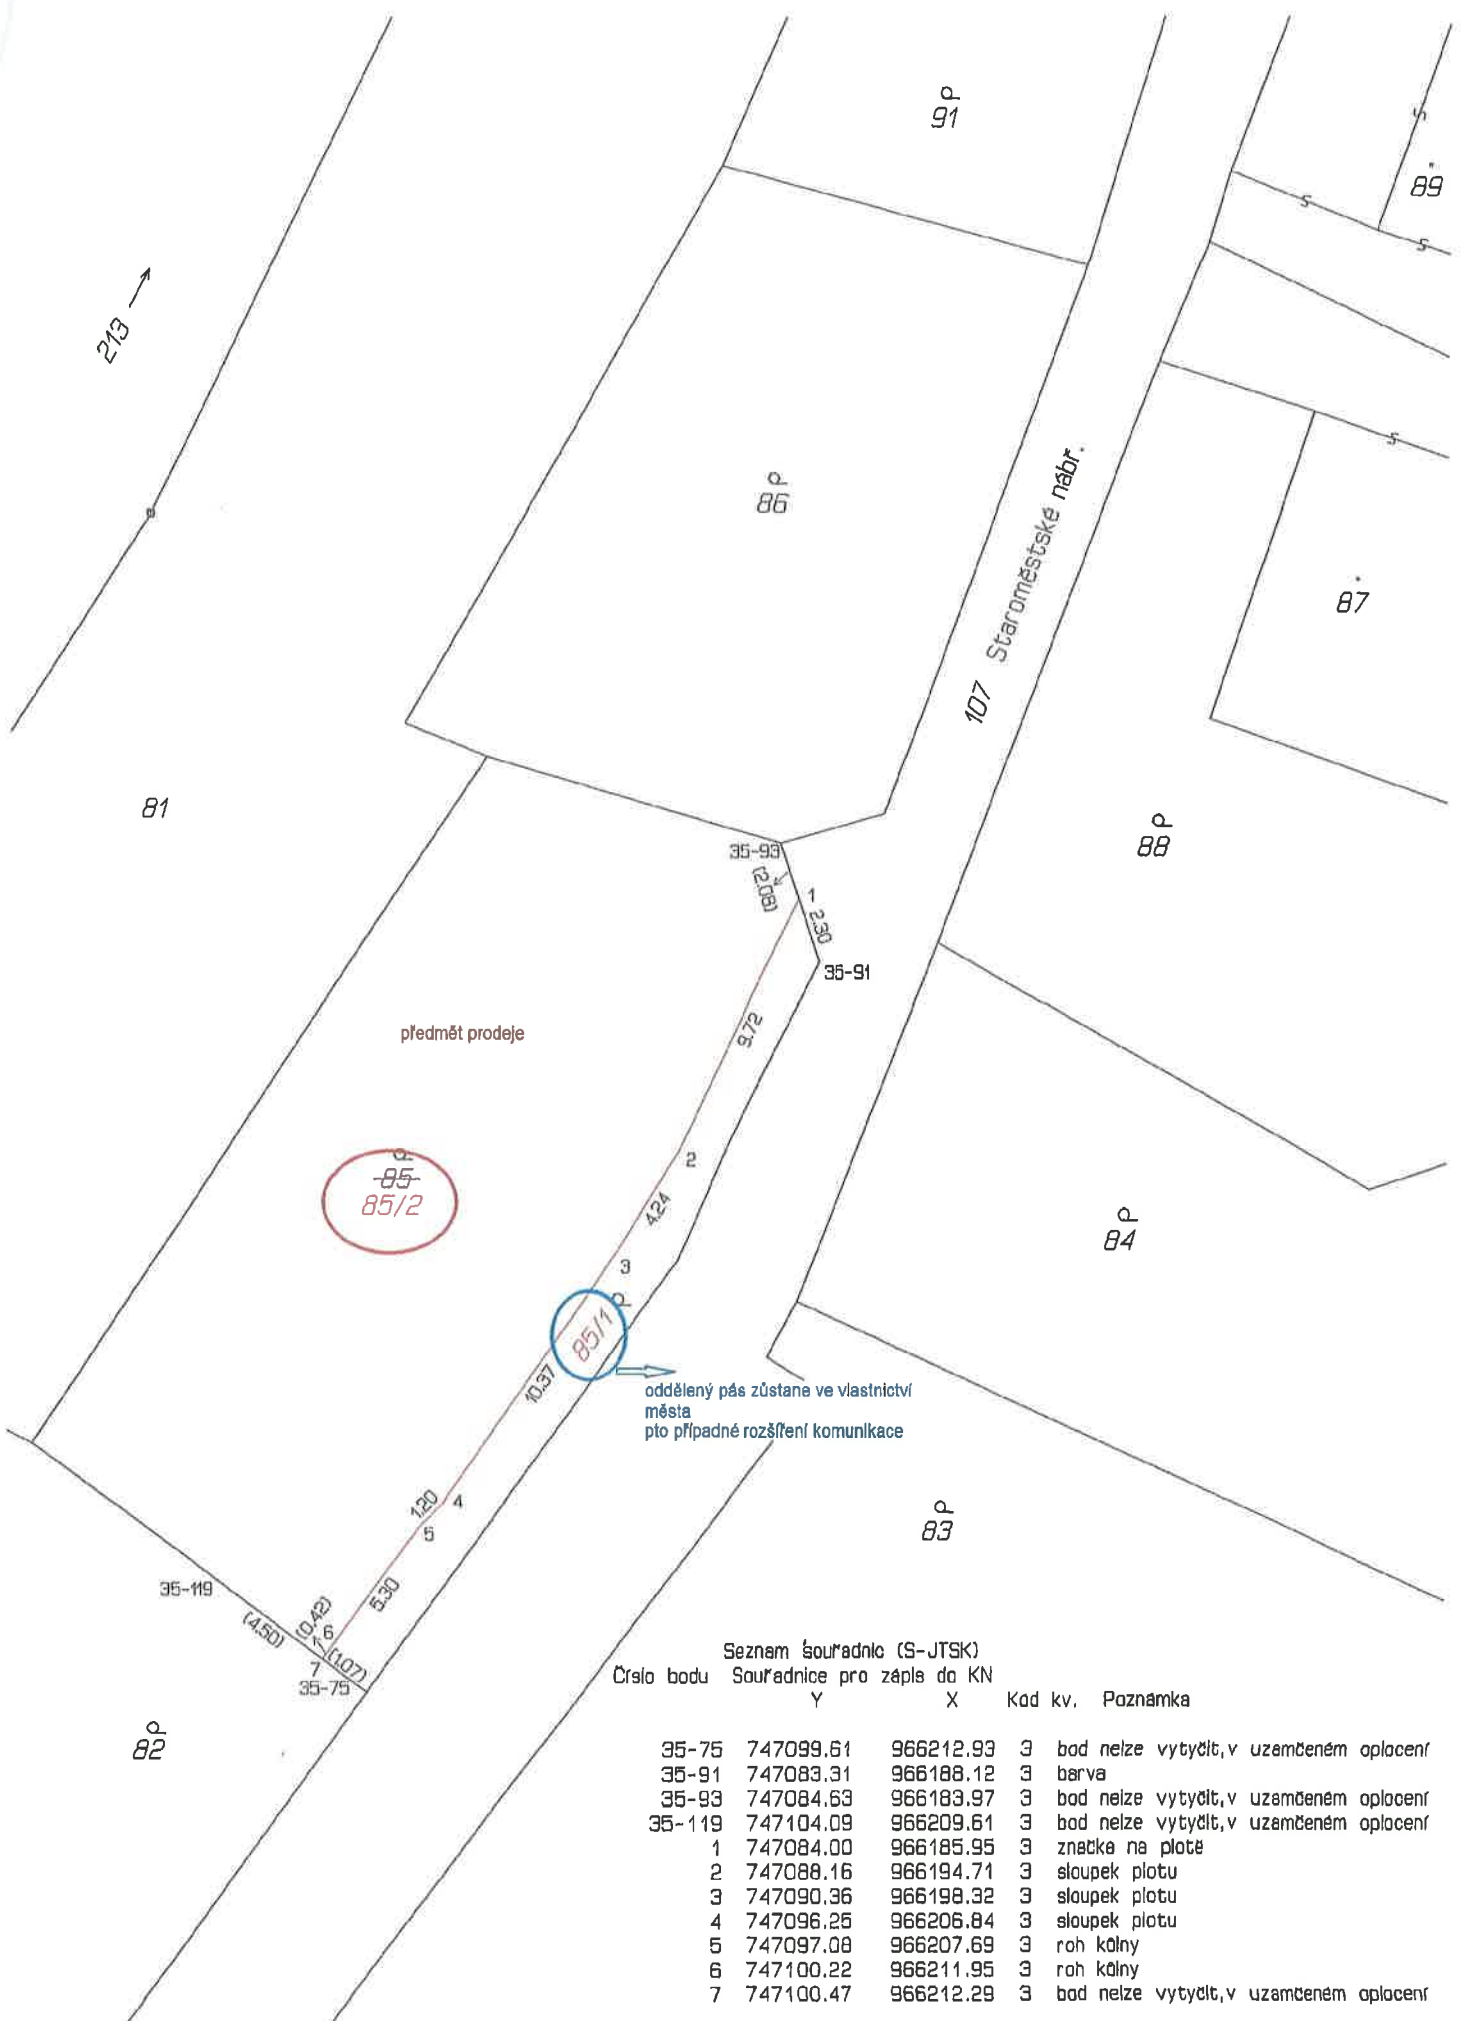 91
89
213
86
107 Staroměstské nábř.
87
81
88
35-93
(2.08)
1
2.30
35-91
předmět prodeje
9.72
2
85
85/2
4.24
84
3
85/1
10.37
oddělený pás zůstane ve vlastnictví
města
pto případné rozšíření komunikace
1.20
4
5
83
35-119
5.30
(4.50)
(0.42)
6
7
(1.07)
35-75
82
Seznam souřadnic (S-JTSK)
Číslo bodu Souřadnice pro zápis do KN
Y X Kód kv. Poznámka
35-75 747099.61 966212.93 3 bod nelze vytyčit,v uzamčeném oplocení
35-91 747083.31 966188.12 3 barva
35-93 747084.63 966183.97 3 bod nelze vytyčit,v uzamčeném oplocení
35-119 747104.09 966209.61 3 bod nelze vytyčit,v uzamčeném oplocení
1 747084.00 966185.95 3 značka na plotě
2 747088.16 966194.71 3 sloupek plotu
3 747090.36 966198.32 3 sloupek plotu
4 747096.25 966206.84 3 sloupek plotu
5 747097.08 966207.69 3 roh kůlny
6 747100.22 966211.95 3 roh kůlny
7 747100.47 966212.29 3 bod nelze vytyčit,v uzamčeném oplocení